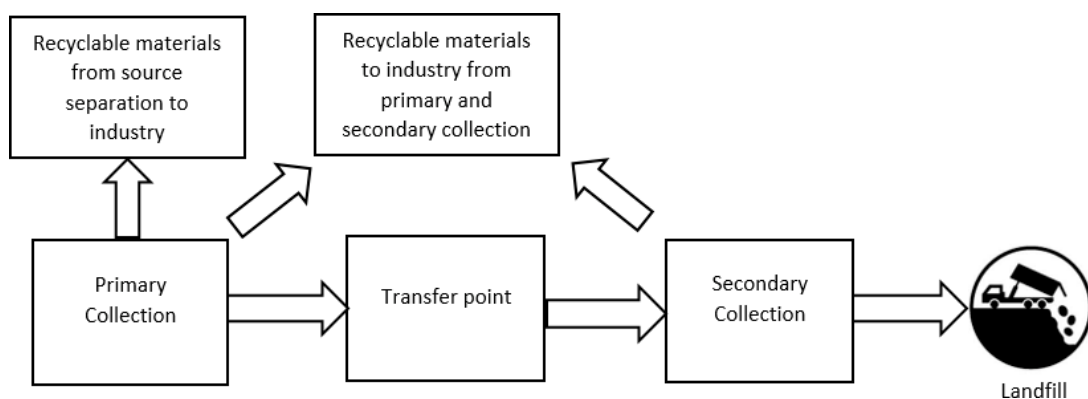 Recyclable materials
from source
separation to
industry
Recyclable materials
to industry from
primary and
secondary collection
Primary
Collection
Transfer point
Secondary
Collection
Landfill